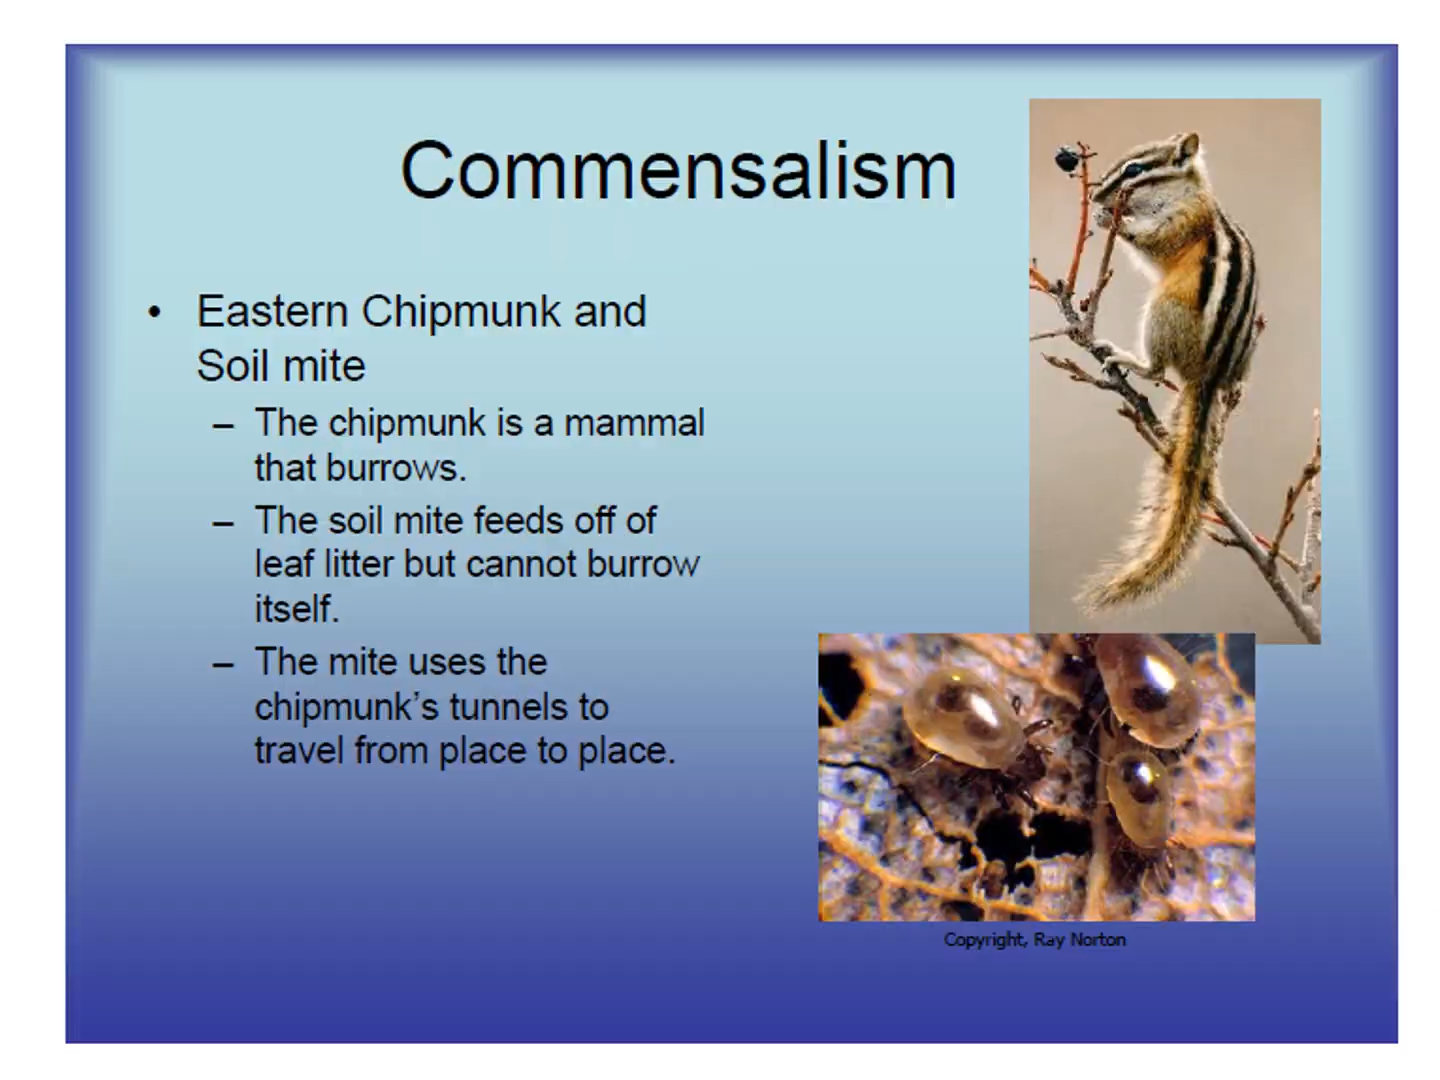 Commensalism
• Eastern Chipmunk and
Soil mite
– The chipmunk is a mammal
that burrows.
– The soil mite feeds off of
leaf litter but cannot burrow
itself.
– The mite uses the
chipmunk’s tunnels to
travel from place to place.
Copyright, Ray Norton